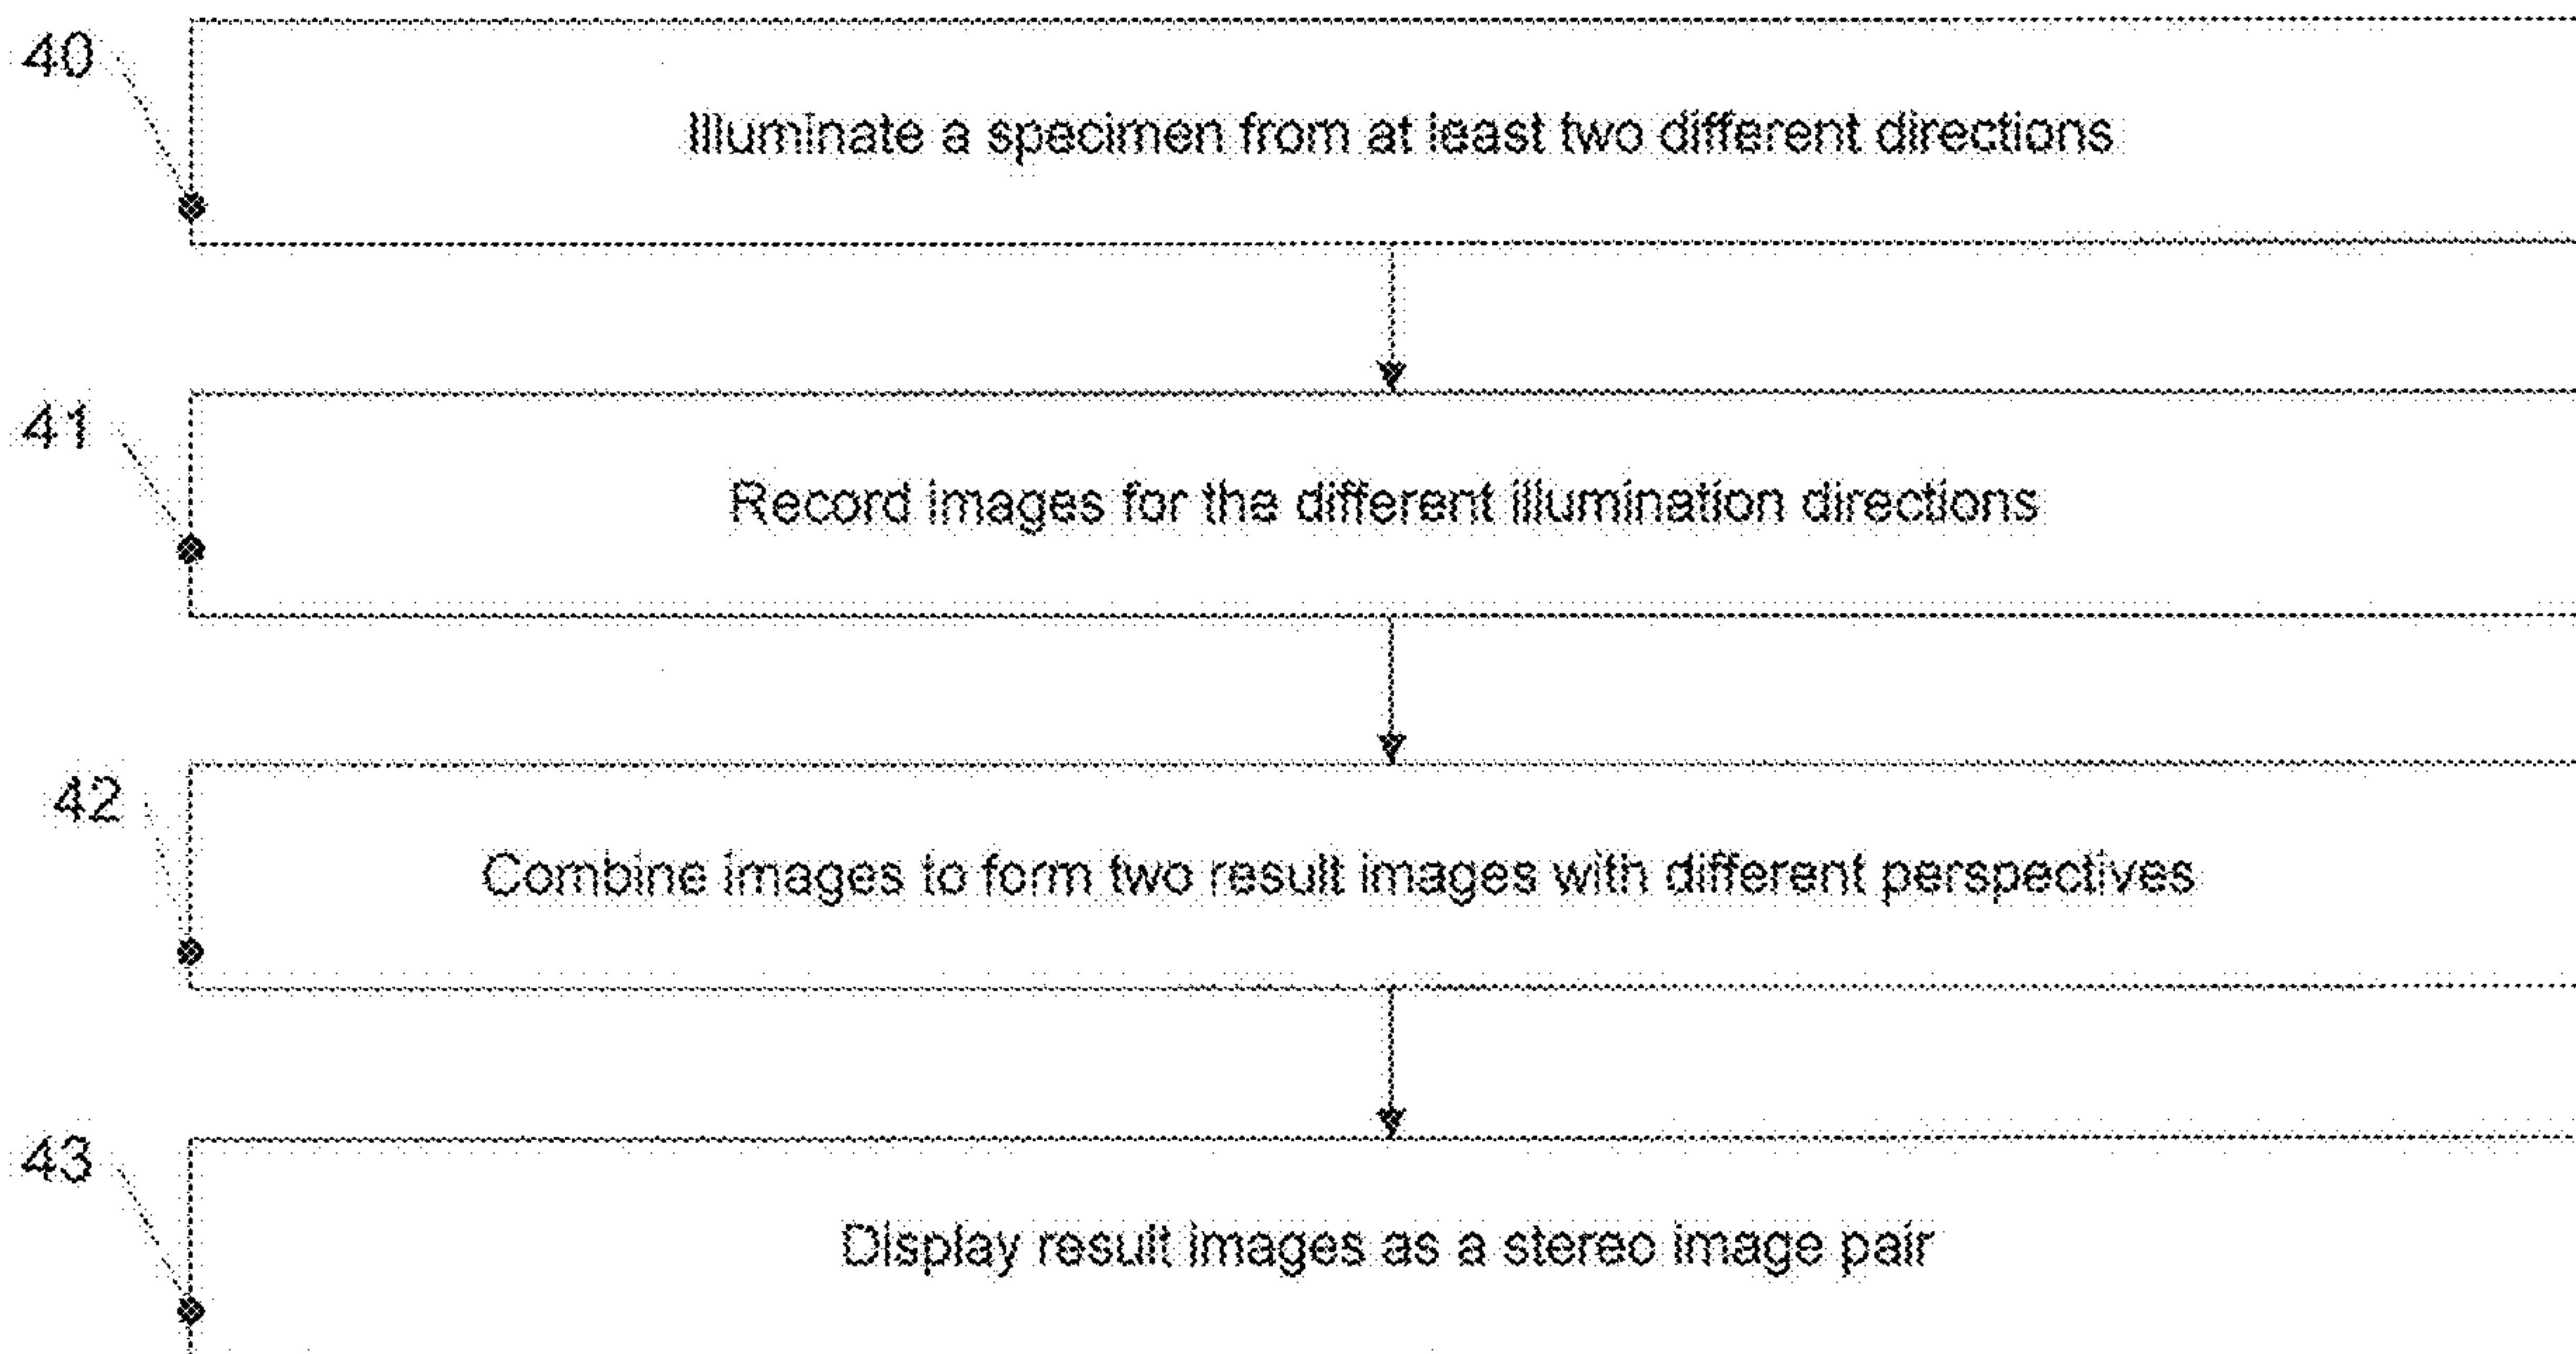 40
Illuminate a specimen from at least two different directions
41
Record images for the different illumination directions
42
Combine images to form two result images with different perspectives
43
Display result images as a stereo image pair